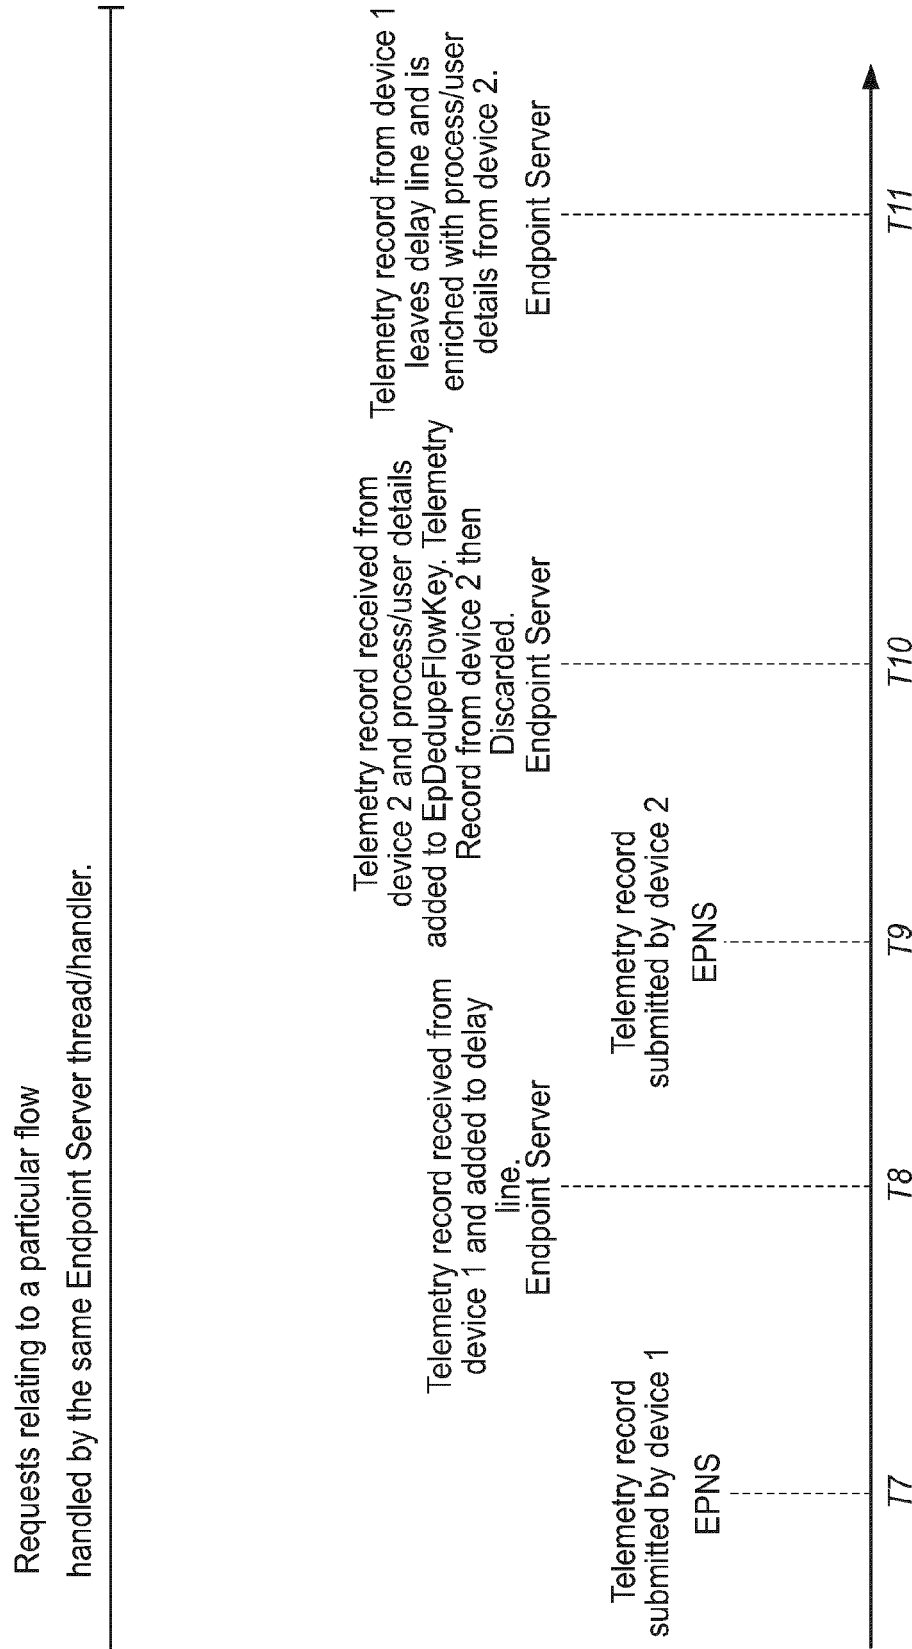 Requests relating to a particular flow
handled by the same Endpoint Server thread/handler.
Telemetry record
submitted by device 1
EPNS
Telemetry record received from
device 1 and added to delay
line.
Endpoint Server
Telemetry record
submitted by device 2
EPNS
Telemetry record received from
device 2 and process/user details
added to EpDedupeFlowKey. Telemetry
Record from device 2 then
Discarded.
Endpoint Server
Telemetry record from device 1
leaves delay line and is
enriched with process/user
details from device 2.
Endpoint Server
T7
T8
T9
T10
T11